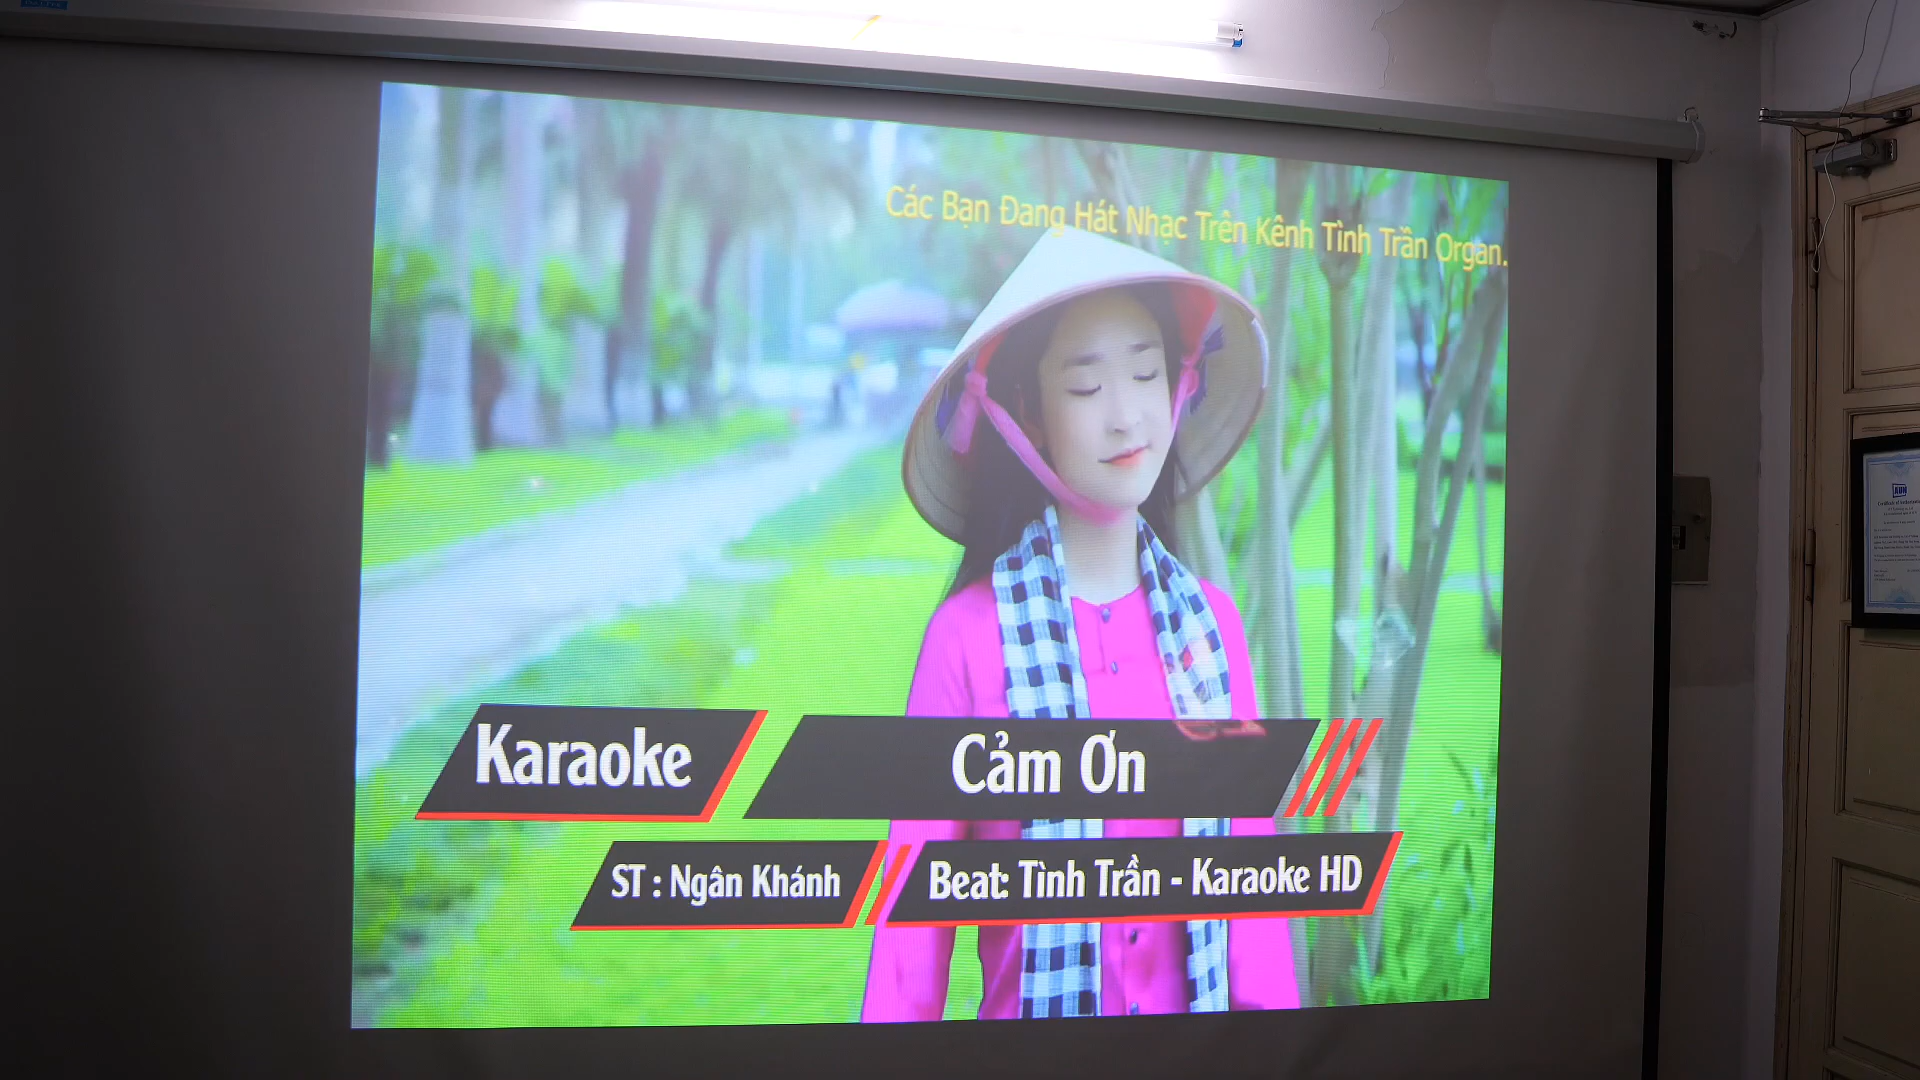 Các Bạn Đang Hát Nhạc Trên Kênh Tình Trần Organ.
Karaoke
Cảm Ơn
ST : Ngân Khánh
Beat: Tình Trần - Karaoke HD